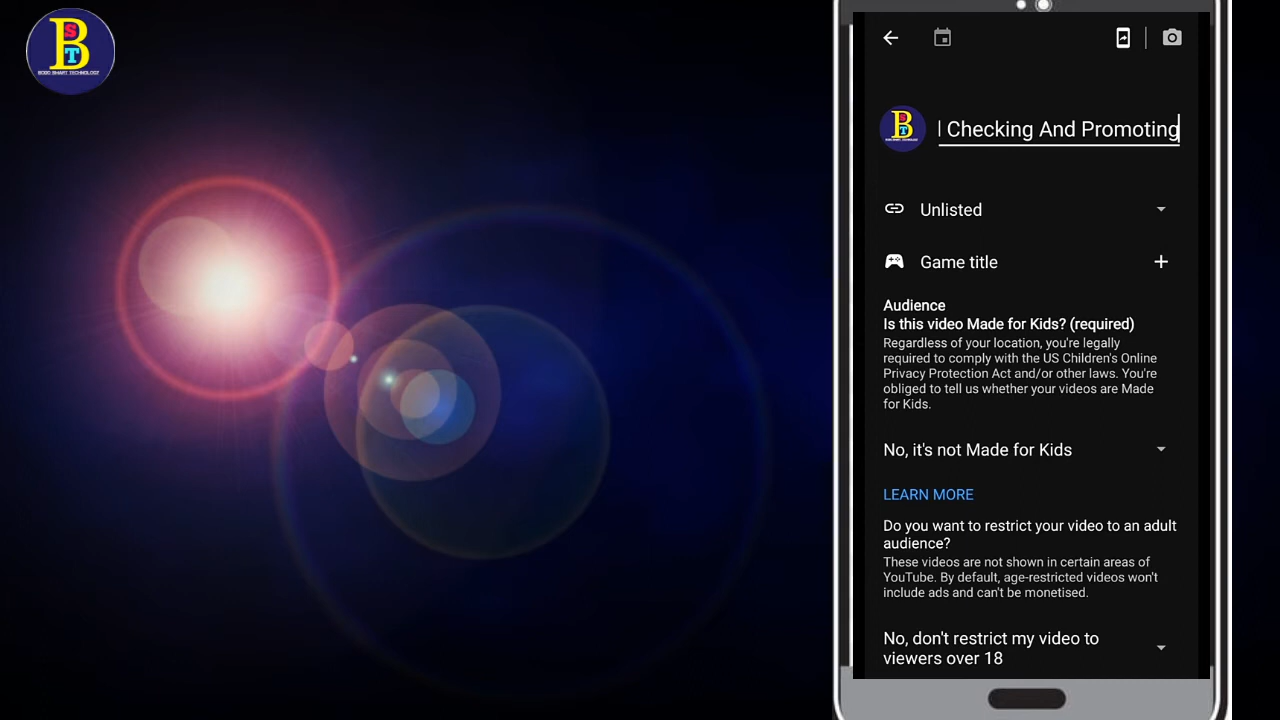 B
S
T
BODO SMART TECHNOLOGY
B
T
l Checking And Promoting
Unlisted
Game title
Audience
Is this video Made for Kids? (required)
Regardless of your location, you're legally
required to comply with the US Children's Online
Privacy Protection Act and/or other laws. You're
obliged to tell us whether your videos are Made
for Kids.
No, it's not Made for Kids
LEARN MORE
Do you want to restrict your video to an adult
audience?
These videos are not shown in certain areas of
YouTube. By default, age-restricted videos won't
include ads and can't be monetised.
No, don't restrict my video to
viewers over 18